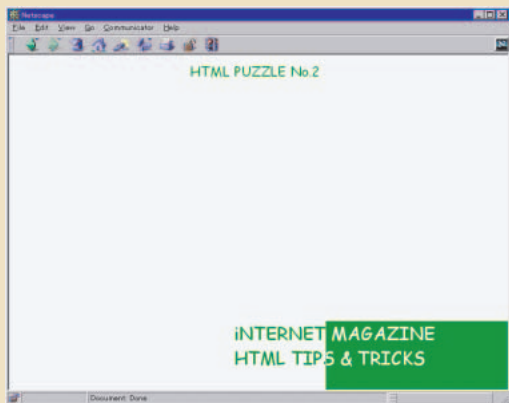 Netscape
File Edit View Go Communicator Help
HTML PUZZLE No.2
iNTERNET MAGAZINE
HTML TIPS & TRICKS
Document: Done